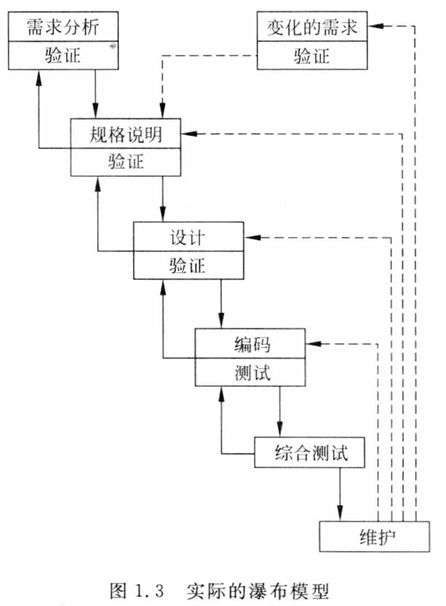 需求分析
验证
变化的需求
验证
规格说明
验证
设计
验证
编码
测试
综合测试
维护
图 1.3 实际的瀑布模型